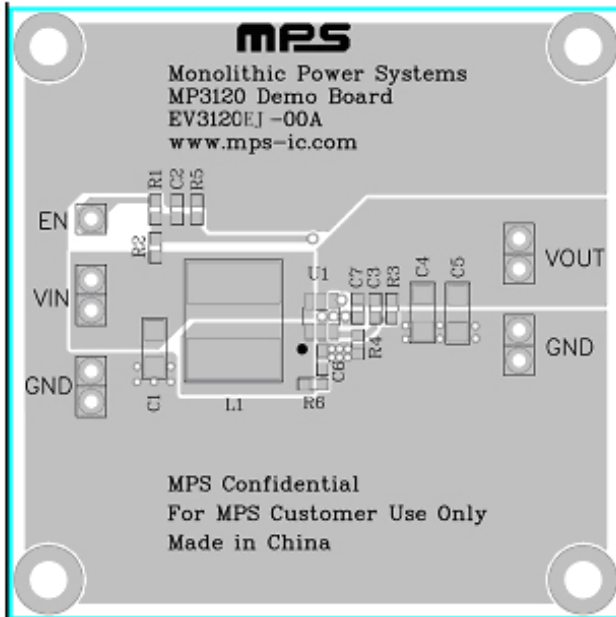 MPS
Monolithic Power Systems
MP3120 Demo Board
EV3120EJ-00A
www.mps-ic.com
R1
C2
R5
EN
R2
VIN
U1
C7
C3
R3
C4
C5
VOUT
GND
GND
C1
L1
R6
C6
R4
MPS Confidential
For MPS Customer Use Only
Made in China